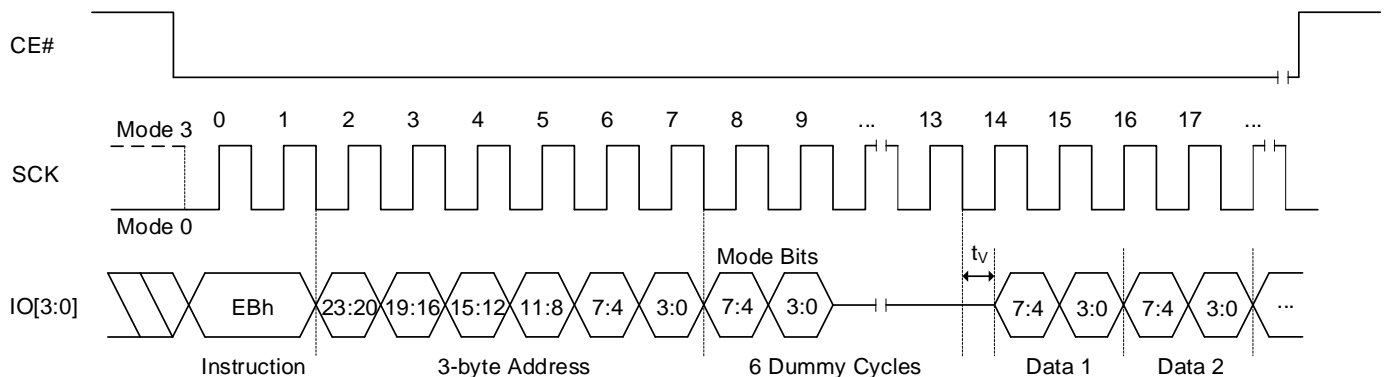 CE#
0 1 2 3 4 5 6 7 8 9 ... 13 14 15 16 17 ...
Mode 3
SCK
Mode 0
Mode Bits
tV
IO[3:0] EBh 23:20 19:16 15:12 11:8 7:4 3:0 7:4 3:0 7:4 3:0 7:4 3:0 ...
Instruction 3-byte Address 6 Dummy Cycles Data 1 Data 2